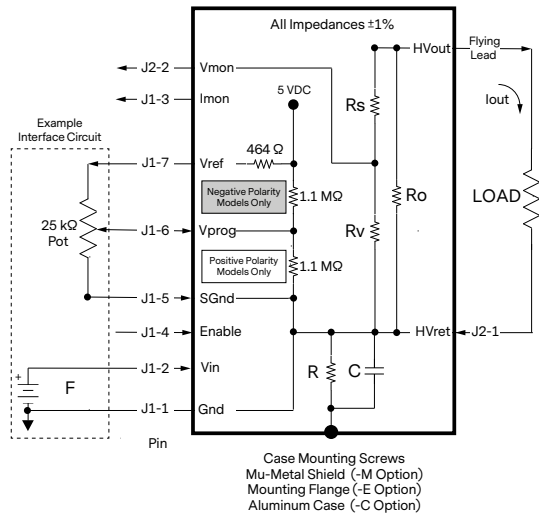 All Impedances ±1%
J2-2
Vmon
HVout
Flying
Lead
J1-3
Imon
5 VDC
Rs
Iout
Example
Interface Circuit
464 Ω
J1-7
Vref
Negative Polarity
Models Only
1.1 MΩ
Ro
LOAD
25 kΩ
Pot
J1-6
Vprog
Rv
Positive Polarity
Models Only
1.1 MΩ
J1-5
SGnd
J1-4
Enable
HVret
J2-1
J1-2
Vin
R
C
+
F
J1-1
Gnd
Pin
Case Mounting Screws
Mu-Metal Shield (-M Option)
Mounting Flange (-E Option)
Aluminum Case (-C Option)